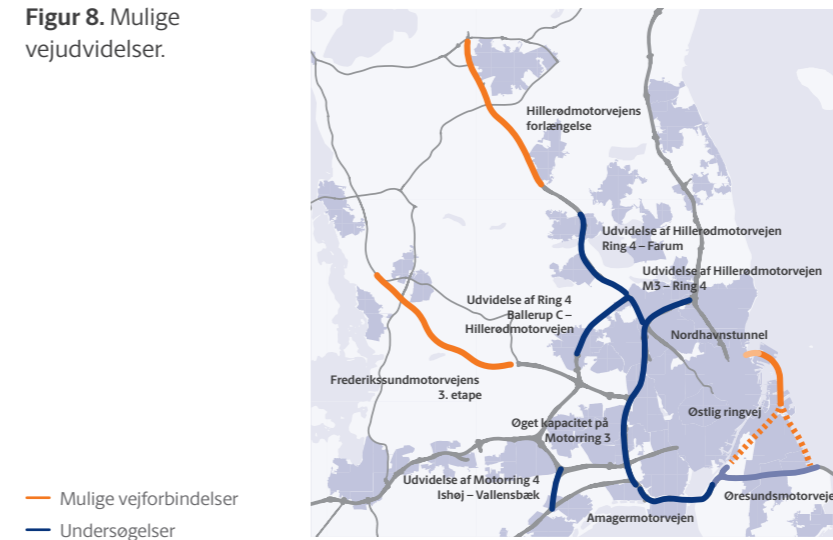 Figur 8. Mulige
vejudvidelser.
Hillerødmotorvejens
forlængelse
Udvidelse af Hillerødmotorvejen
Ring 4 – Farum
Udvidelse af Hillerødmotorvejen
M3 – Ring 4
Udvidelse af Ring 4
Ballerup C –
Hillerødmotorvejen
Nordhavnstunnel
Frederikssundmotorvejens
3. etape
Østlig ringvej
Øget kapacitet på
Motorring 3
Udvidelse af Motorring 4
Ishøj – Vallensbæk
Øresundsmotorveje
Amagermotorvejen
Mulige vejforbindelser
Undersøgelser